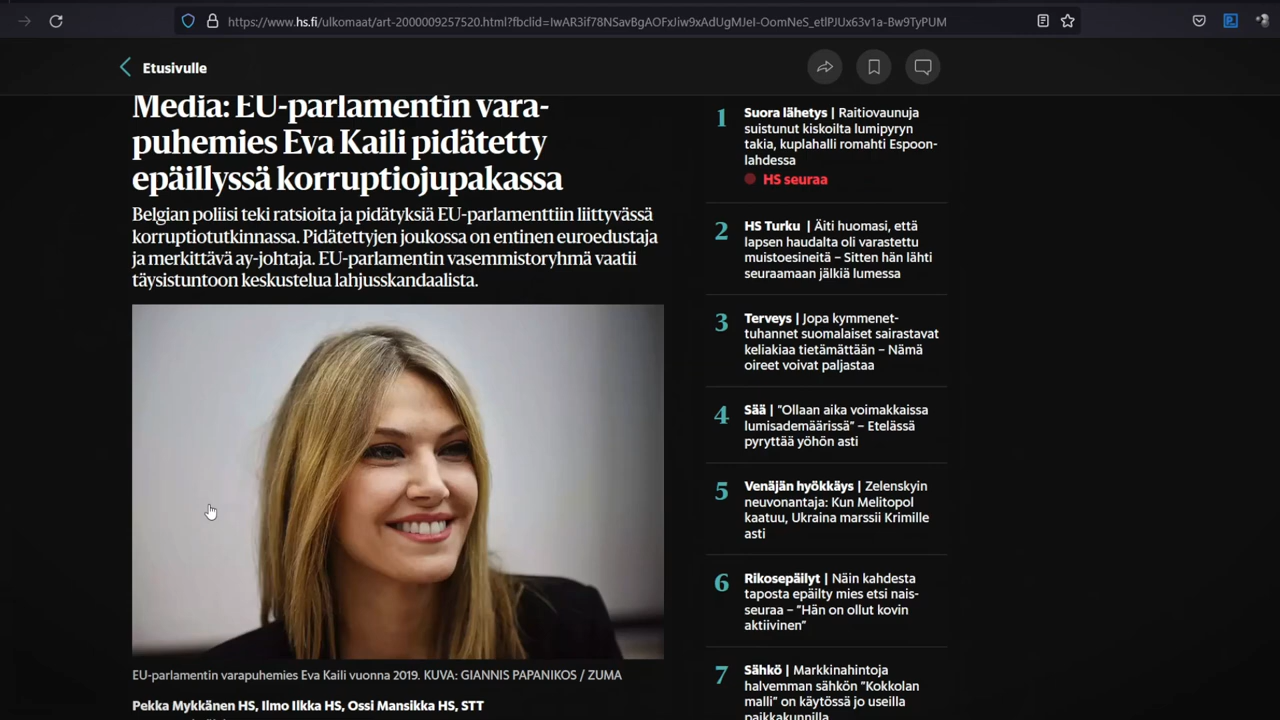 https://www.hs.fi/ulkomaat/art-2000009257520.html?fbclid=IwAR3if78NSavBgAOFxJiw9xAdUgMJeI-OomNeS_etlPJUx63v1a-Bw9TyPUM
Etusivulle
Media: EU-parlamentin vara-
puhemies Eva Kaili pidätetty
epäillyssä korruptiojupakassa
Belgian poliisi teki ratsioita ja pidätyksiä EU-parlamenttiin liittyvässä
korruptiotutkinnassa. Pidätettyjen joukossa on entinen euroedustaja
ja merkittävä ay-johtaja. EU-parlamentin vasemmistoryhmä vaatii
täysistuntoon keskustelua lahjusskandaalista.
EU-parlamentin varapuhemies Eva Kaili vuonna 2019. KUVA: GIANNIS PAPANIKOS / ZUMA
Pekka Mykkänen HS, Ilmo Ilkka HS, Ossi Mansikka HS, STT
1 Suora lähetys | Raitiovaunuja
suistunut kiskoilta lumipyryn
takia, kuplahalli romahti Espoon-
lahdessa
HS seuraa
2 HS Turku | Äiti huomasi, että
lapsen haudalta oli varastettu
muistoesineitä – Sitten hän lähti
seuraamaan jälkiä lumessa
3 Terveys | Jopa kymmenet-
tuhannet suomalaiset sairastavat
keliakiaa tietämättään – Nämä
oireet voivat paljastaa
4 Sää | ”Ollaan aika voimakkaissa
lumisademäärissä” – Etelässä
pyryttää yöhön asti
5 Venäjän hyökkäys | Zelenskyin
neuvonantaja: Kun Melitopol
kaatuu, Ukraina marssii Krimille
asti
6 Rikosepäilyt | Näin kahdesta
taposta epäilty mies etsi nais-
seuraa – ”Hän on ollut kovin
aktiivinen”
7 Sähkö | Markkinahintoja
halvemman sähkön ”Kokkolan
malli” on käytössä jo useilla
paikkakunnilla